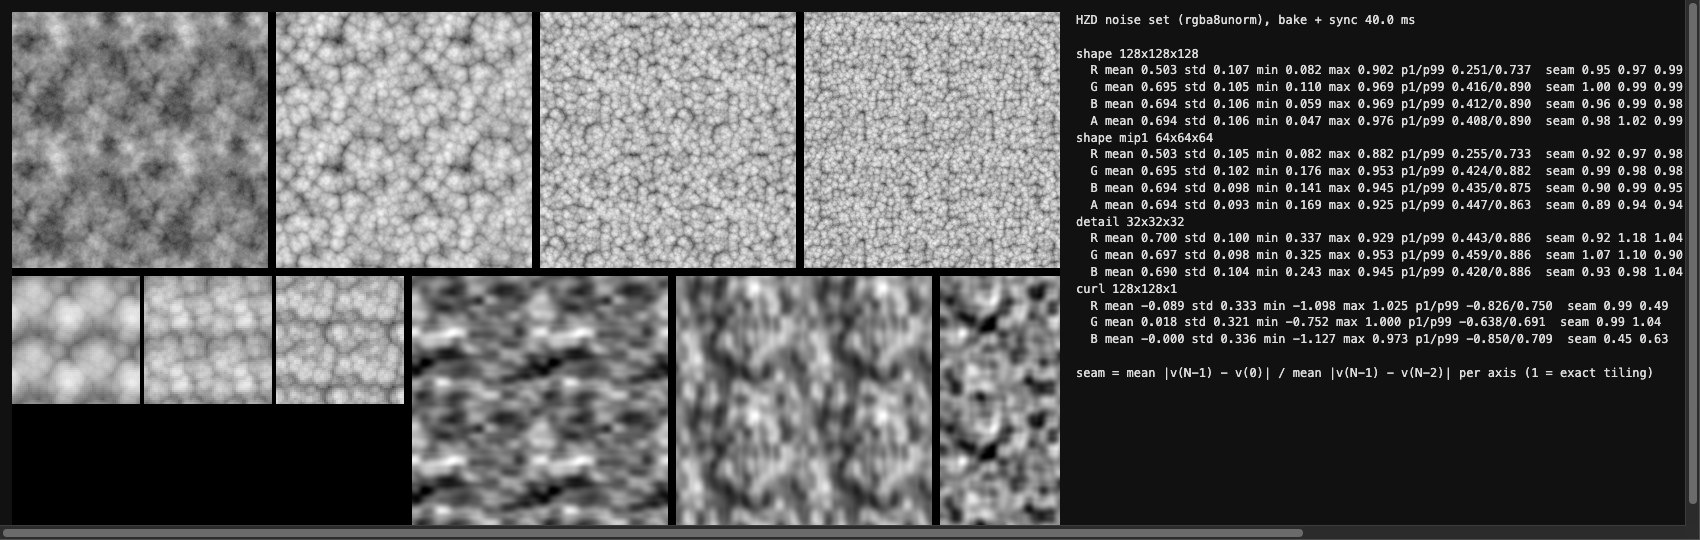 HZD noise set (rgba8unorm), bake + sync 40.0 ms
shape 128x128x128
R mean 0.503 std 0.107 min 0.082 max 0.902 p1/p99 0.251/0.737 seam 0.95 0.97 0.99
G mean 0.695 std 0.105 min 0.110 max 0.969 p1/p99 0.416/0.890 seam 1.00 0.99 0.99
B mean 0.694 std 0.106 min 0.059 max 0.969 p1/p99 0.412/0.890 seam 0.96 0.99 0.98
A mean 0.694 std 0.106 min 0.047 max 0.976 p1/p99 0.408/0.890 seam 0.98 1.02 0.99
shape mip1 64x64x64
R mean 0.503 std 0.105 min 0.082 max 0.882 p1/p99 0.255/0.733 seam 0.92 0.97 0.98
G mean 0.695 std 0.102 min 0.176 max 0.953 p1/p99 0.424/0.882 seam 0.99 0.98 0.98
B mean 0.694 std 0.098 min 0.141 max 0.945 p1/p99 0.435/0.875 seam 0.90 0.99 0.95
A mean 0.694 std 0.093 min 0.169 max 0.925 p1/p99 0.447/0.863 seam 0.89 0.94 0.94
detail 32x32x32
R mean 0.700 std 0.100 min 0.337 max 0.929 p1/p99 0.443/0.886 seam 0.92 1.18 1.04
G mean 0.697 std 0.098 min 0.325 max 0.953 p1/p99 0.459/0.886 seam 1.07 1.10 0.90
B mean 0.690 std 0.104 min 0.243 max 0.945 p1/p99 0.420/0.886 seam 0.93 0.98 1.04
curl 128x128x1
R mean -0.089 std 0.333 min -1.098 max 1.025 p1/p99 -0.826/0.750 seam 0.99 0.49
G mean 0.018 std 0.321 min -0.752 max 1.000 p1/p99 -0.638/0.691 seam 0.99 1.04
B mean -0.000 std 0.336 min -1.127 max 0.973 p1/p99 -0.850/0.709 seam 0.45 0.63
seam = mean |v(N-1) - v(0)| / mean |v(N-1) - v(N-2)| per axis (1 = exact tiling)